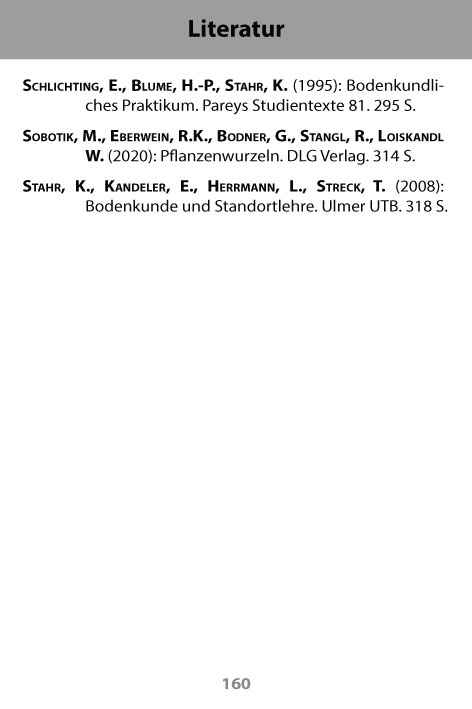 Literatur
Schlichting, E., Blume, H.-P., Stahr, K. (1995): Bodenkundli-
ches Praktikum. Pareys Studientexte 81. 295 S.
Sobotik, M., Eberwein, R.K., Bodner, G., Stangl, R., Loiskandl
W. (2020): Pflanzenwurzeln. DLG Verlag. 314 S.
Stahr, K., Kandeler, E., Herrmann, L., Streck, T. (2008):
Bodenkunde und Standortlehre. Ulmer UTB. 318 S.
160